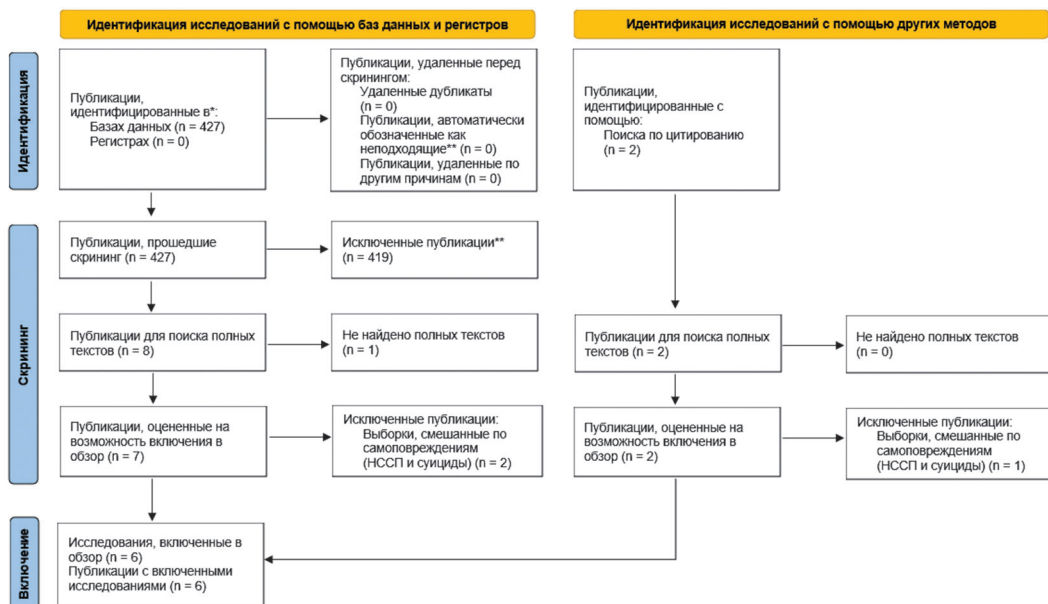 Идентификация исследований с помощью баз данных и регистров
Идентификация исследований с помощью других методов
Идентификация
Публикации,
идентифицированные в*:
Базах данных (n = 427)
Регистрах (n = 0)
Публикации, удаленные перед
скринингом:
Удаленные дубликаты
(n = 0)
Публикации, автоматически
обозначенные как
неподходящие** (n = 0)
Публикации, удаленные по
другим причинам (n = 0)
Публикации,
идентифицированные с
помощью:
Поиска по цитированию
(n = 2)
Скрининг
Публикации, прошедшие
скрининг (n = 427)
Исключенные публикации**
(n = 419)
Публикации для поиска полных
текстов (n = 8)
Не найдено полных текстов
(n = 1)
Публикации для поиска полных
текстов (n = 2)
Не найдено полных текстов
(n = 0)
Публикации, оцененные на
возможность включения в
обзор (n = 7)
Исключенные публикации:
Выборки, смешанные по
самоповреждениям
(НССП и суициды) (n = 2)
Публикации, оцененные на
возможность включения в
обзор (n = 2)
Исключенные публикации:
Выборки, смешанные по
самоповреждениям
(НССП и суициды) (n = 1)
Включение
Исследования, включенные в
обзор (n = 6)
Публикации с включенными
исследованиями (n = 6)